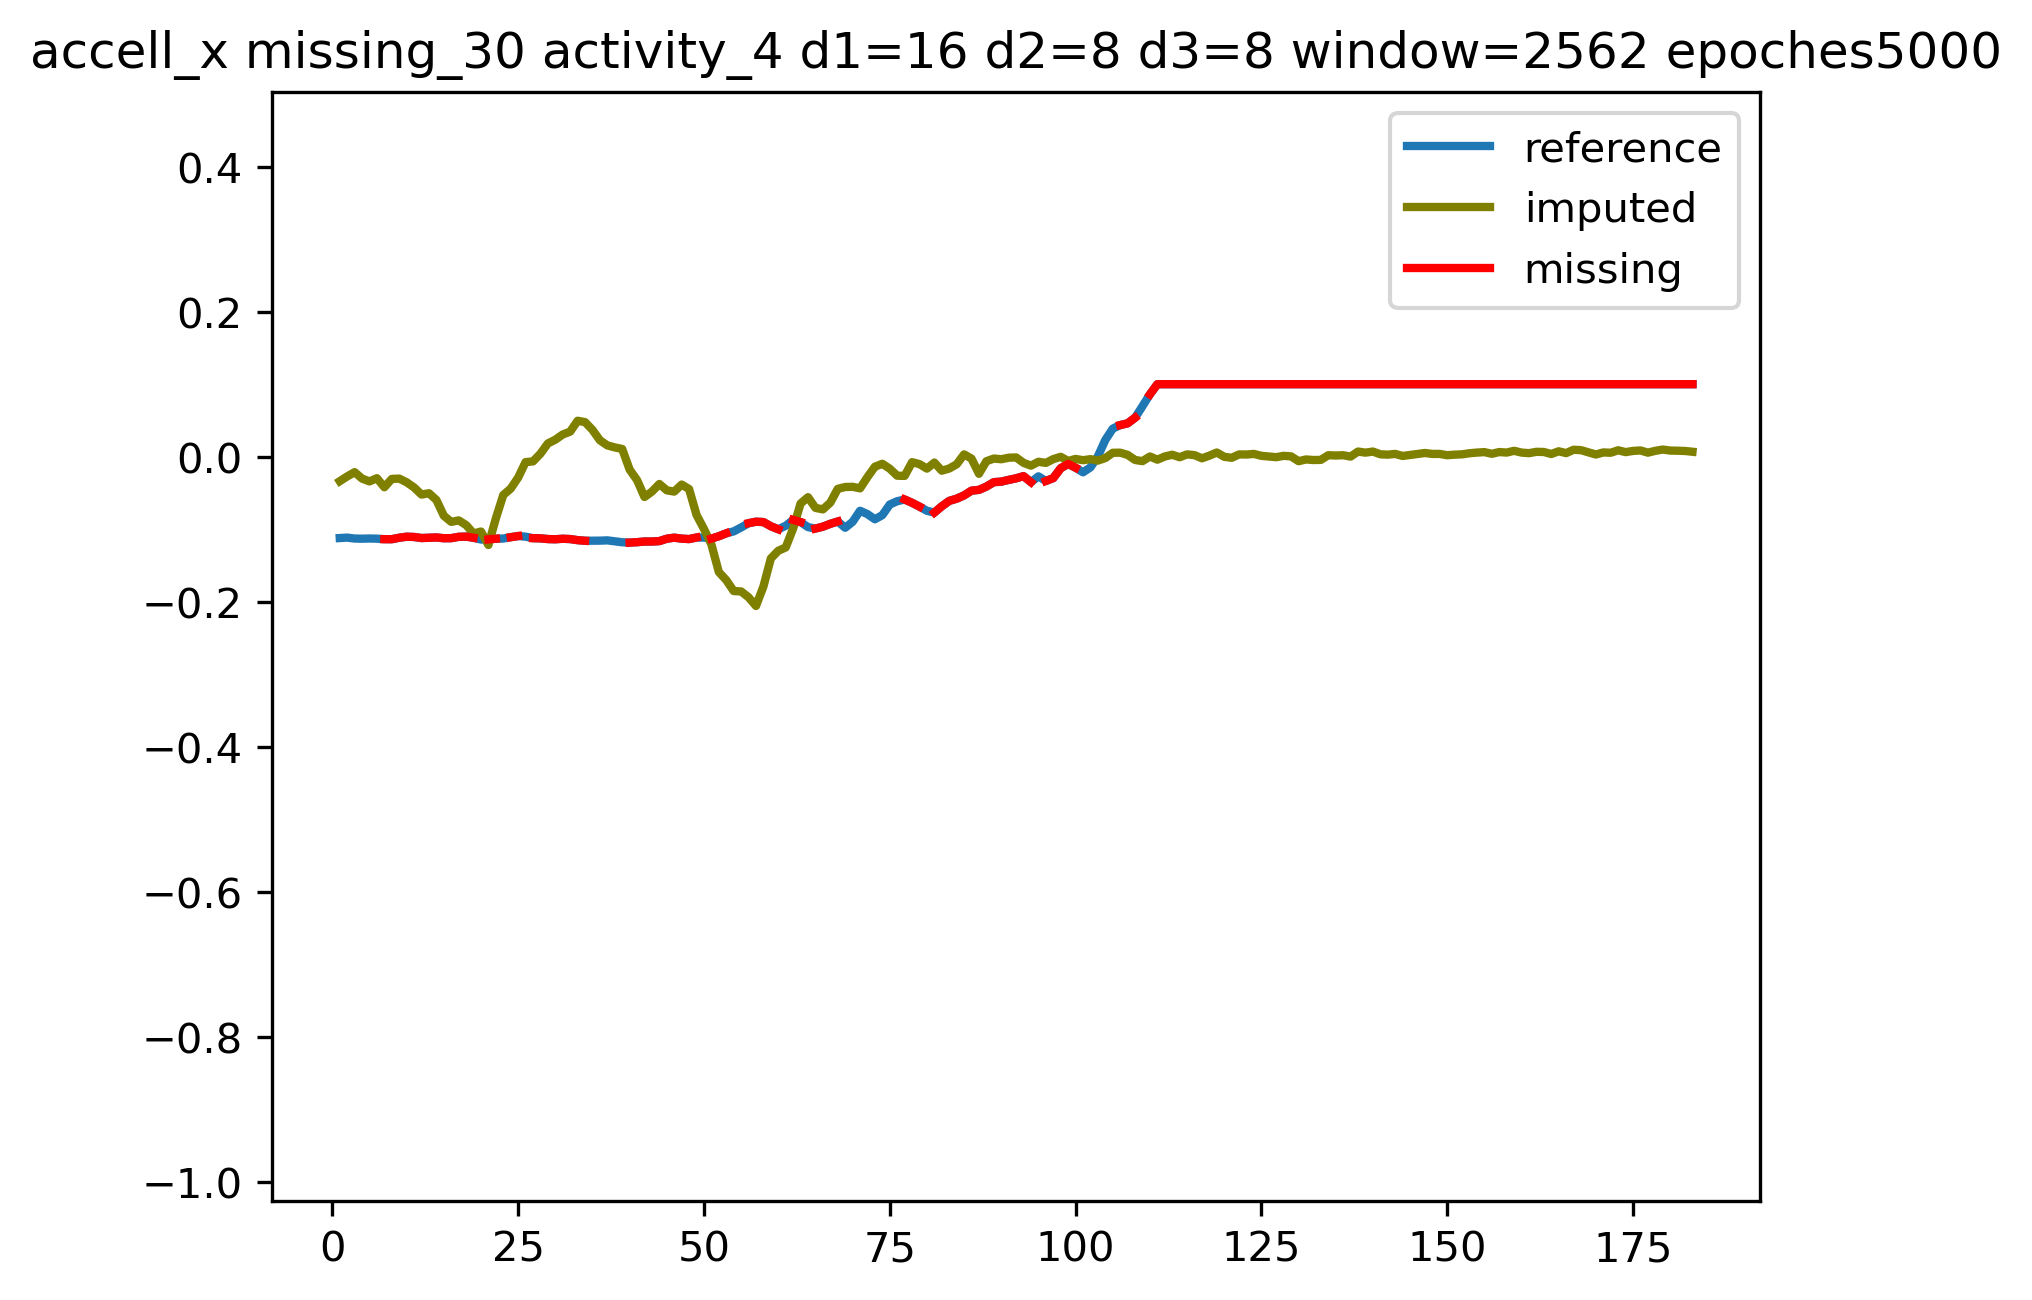 accell_x missing_30 activity_4 d1=16 d2=8 d3=8 window=2562 epoches5000
reference
imputed
missing
0.4
0.2
0.0
−0.2
−0.4
−0.6
−0.8
−1.0
0 25 50 75 100 125 150 175